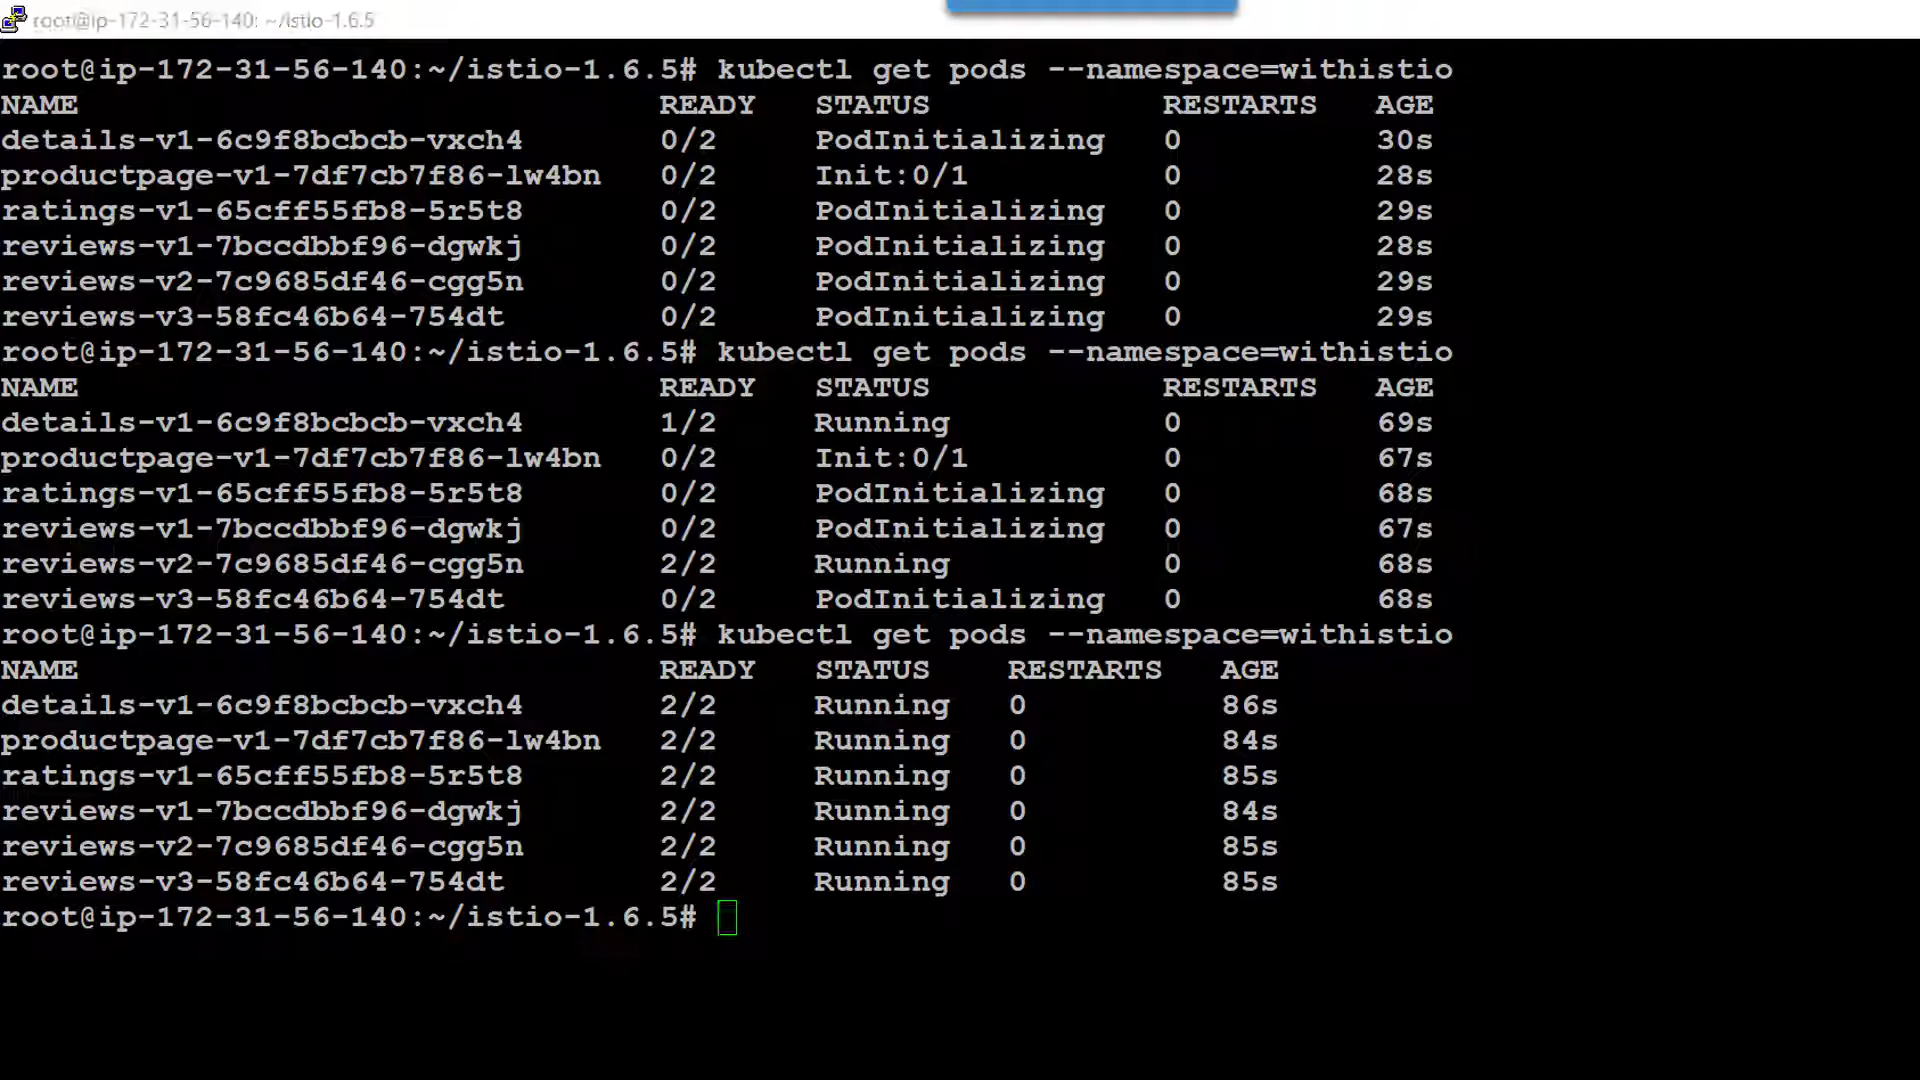 root@ip-172-31-56-140: ~/istio-1.6.5
root@ip-172-31-56-140:~/istio-1.6.5# kubectl get pods --namespace=withistio
NAME READY STATUS RESTARTS AGE
details-v1-6c9f8bcbcb-vxch4 0/2 PodInitializing 0 30s
productpage-v1-7df7cb7f86-lw4bn 0/2 Init:0/1 0 28s
ratings-v1-65cff55fb8-5r5t8 0/2 PodInitializing 0 29s
reviews-v1-7bccdbbf96-dgwkj 0/2 PodInitializing 0 28s
reviews-v2-7c9685df46-cgg5n 0/2 PodInitializing 0 29s
reviews-v3-58fc46b64-754dt 0/2 PodInitializing 0 29s
root@ip-172-31-56-140:~/istio-1.6.5# kubectl get pods --namespace=withistio
NAME READY STATUS RESTARTS AGE
details-v1-6c9f8bcbcb-vxch4 1/2 Running 0 69s
productpage-v1-7df7cb7f86-lw4bn 0/2 Init:0/1 0 67s
ratings-v1-65cff55fb8-5r5t8 0/2 PodInitializing 0 68s
reviews-v1-7bccdbbf96-dgwkj 0/2 PodInitializing 0 67s
reviews-v2-7c9685df46-cgg5n 2/2 Running 0 68s
reviews-v3-58fc46b64-754dt 0/2 PodInitializing 0 68s
root@ip-172-31-56-140:~/istio-1.6.5# kubectl get pods --namespace=withistio
NAME READY STATUS RESTARTS AGE
details-v1-6c9f8bcbcb-vxch4 2/2 Running 0 86s
productpage-v1-7df7cb7f86-lw4bn 2/2 Running 0 84s
ratings-v1-65cff55fb8-5r5t8 2/2 Running 0 85s
reviews-v1-7bccdbbf96-dgwkj 2/2 Running 0 84s
reviews-v2-7c9685df46-cgg5n 2/2 Running 0 85s
reviews-v3-58fc46b64-754dt 2/2 Running 0 85s
root@ip-172-31-56-140:~/istio-1.6.5#